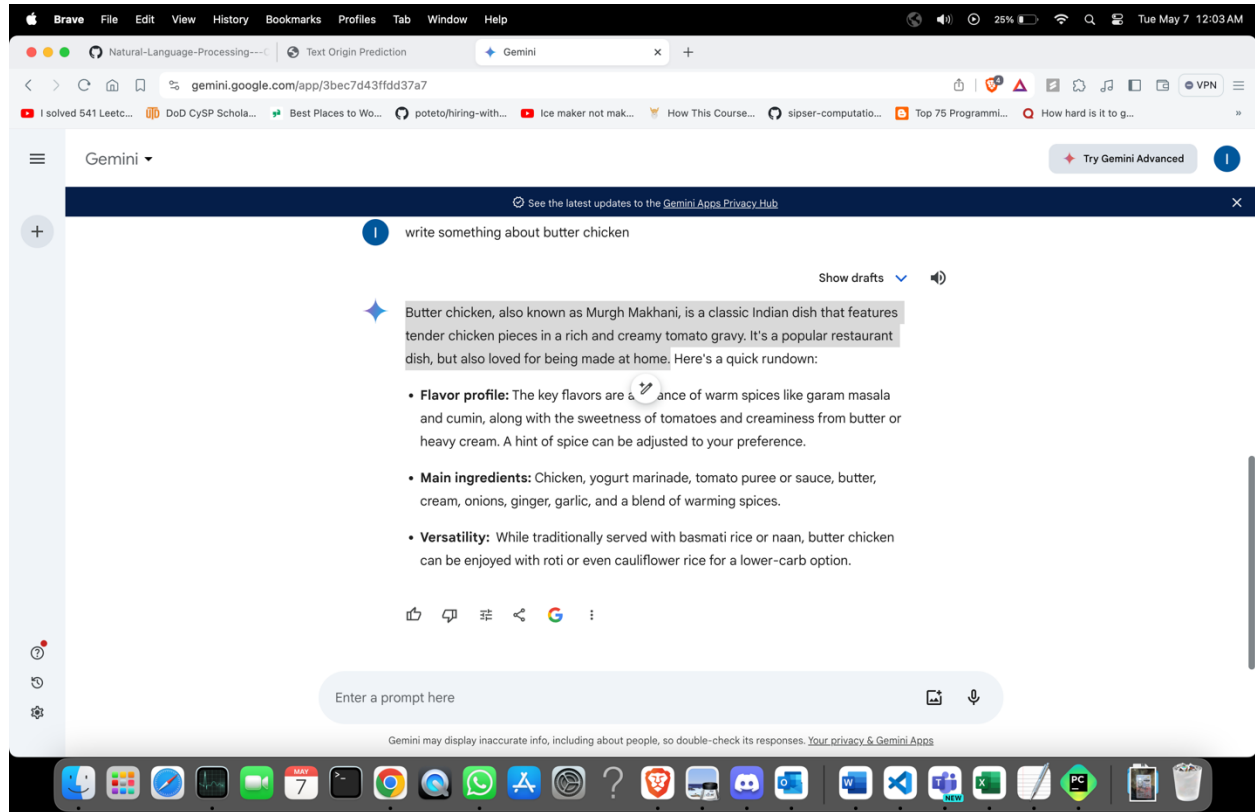 Brave File Edit View History Bookmarks Profiles Tab Window Help 25% Tue May 7 12:03 AM
Natural-Language-Processing---C Text Origin Prediction Gemini
gemini.google.com/app/3bec7d43ffdd37a7 VPN
I solved 541 Leetc... DoD CySP Schola... Best Places to Wo... poteto/hiring-with... Ice maker not mak... How This Course... sipser-computatio... Top 75 Programmi... How hard is it to g... »
Gemini Try Gemini Advanced I
See the latest updates to the Gemini Apps Privacy Hub
I write something about butter chicken
Show drafts
Butter chicken, also known as Murgh Makhani, is a classic Indian dish that features
tender chicken pieces in a rich and creamy tomato gravy. It's a popular restaurant
dish, but also loved for being made at home. Here's a quick rundown:
• Flavor profile: The key flavors are a ance of warm spices like garam masala
and cumin, along with the sweetness of tomatoes and creaminess from butter or
heavy cream. A hint of spice can be adjusted to your preference.
• Main ingredients: Chicken, yogurt marinade, tomato puree or sauce, butter,
cream, onions, ginger, garlic, and a blend of warming spices.
• Versatility: While traditionally served with basmati rice or naan, butter chicken
can be enjoyed with roti or even cauliflower rice for a lower-carb option.
Enter a prompt here
Gemini may display inaccurate info, including about people, so double-check its responses. Your privacy & Gemini Apps
MAY
7
NEW
PC